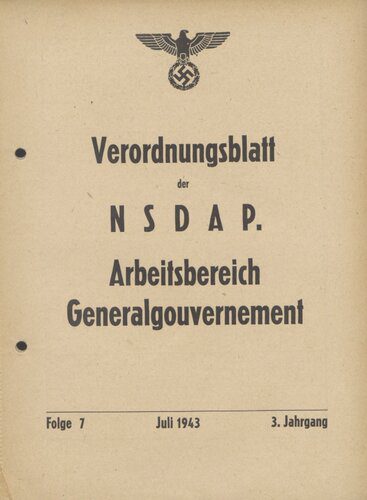 Verordnungsblatt
der
NSDAP.
Arbeitsbereich
Generalgouvernement
Folge 7 Juli 1943 3. Jahrgang